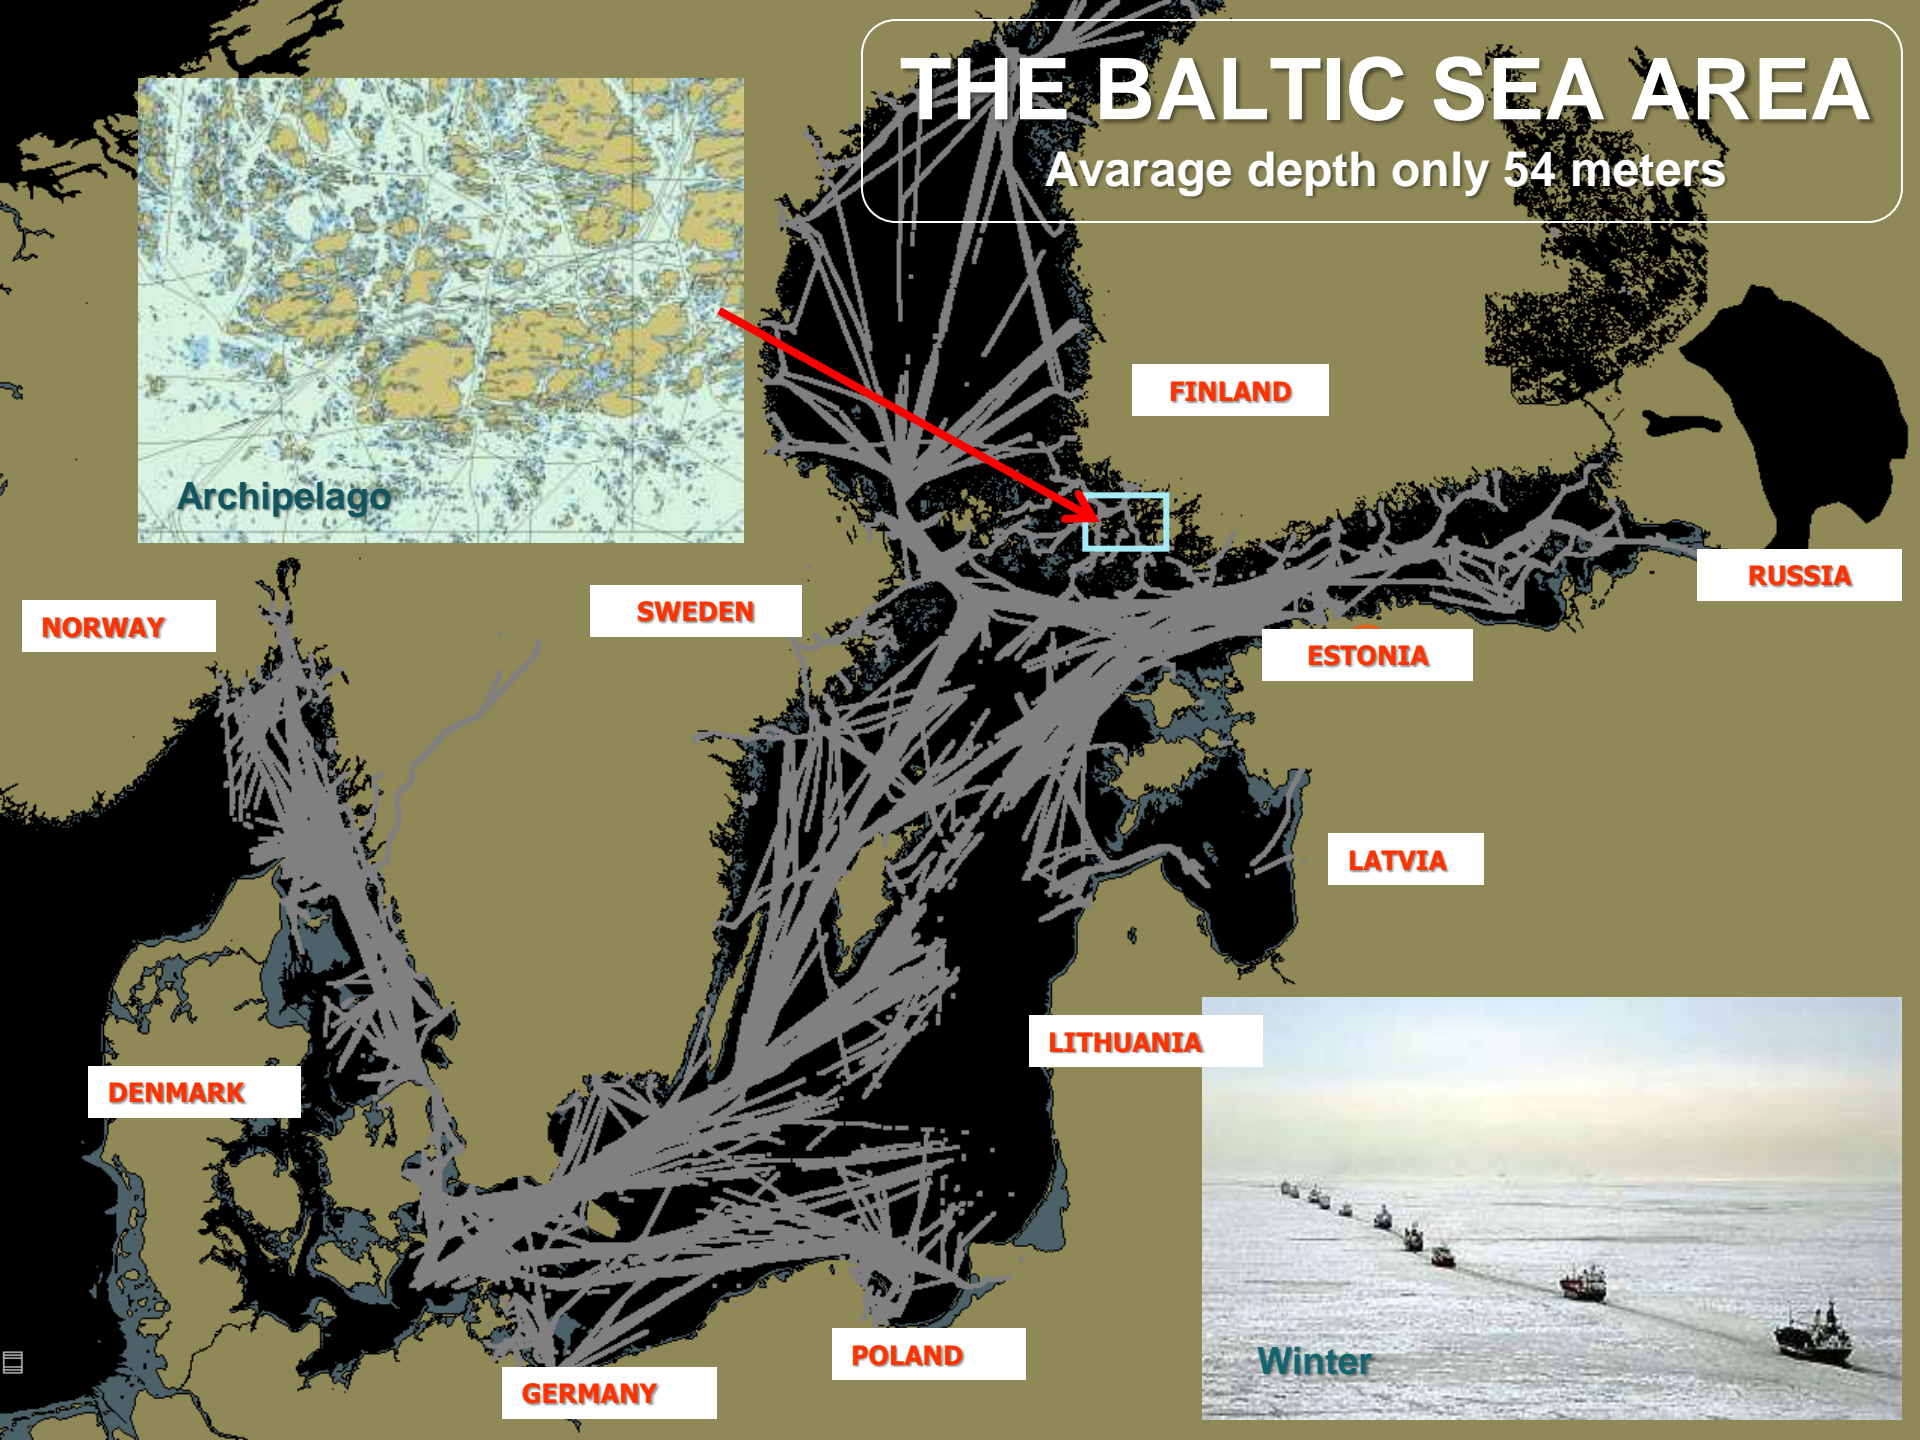 THE BALTIC SEA AREA
Avarage depth only 54 meters
FINLAND
Archipelago
RUSSIA
SWEDEN
NORWAY
ESTONIA
LATVIA
LITHUANIA
DENMARK
POLAND
Winter
GERMANY